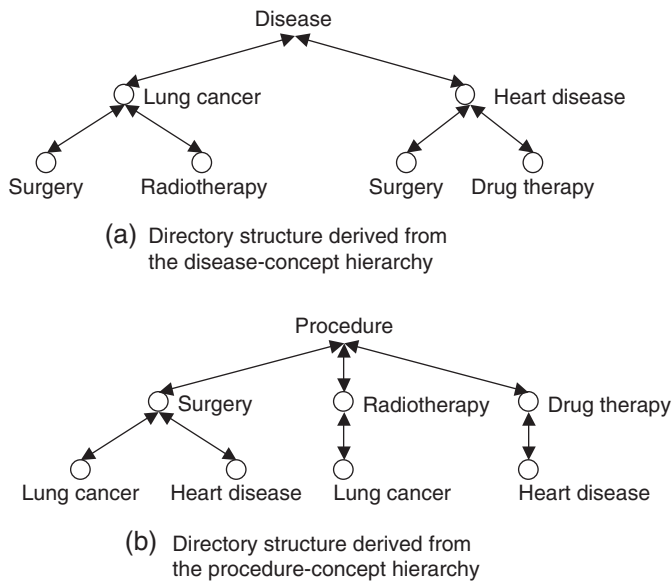 Disease
Lung cancer
Heart disease
Surgery
Radiotherapy
Surgery
Drug therapy
(a) Directory structure derived from
the disease-concept hierarchy
Procedure
Surgery
Radiotherapy
Drug therapy
Lung cancer
Heart disease
Lung cancer
Heart disease
(b) Directory structure derived from
the procedure-concept hierarchy